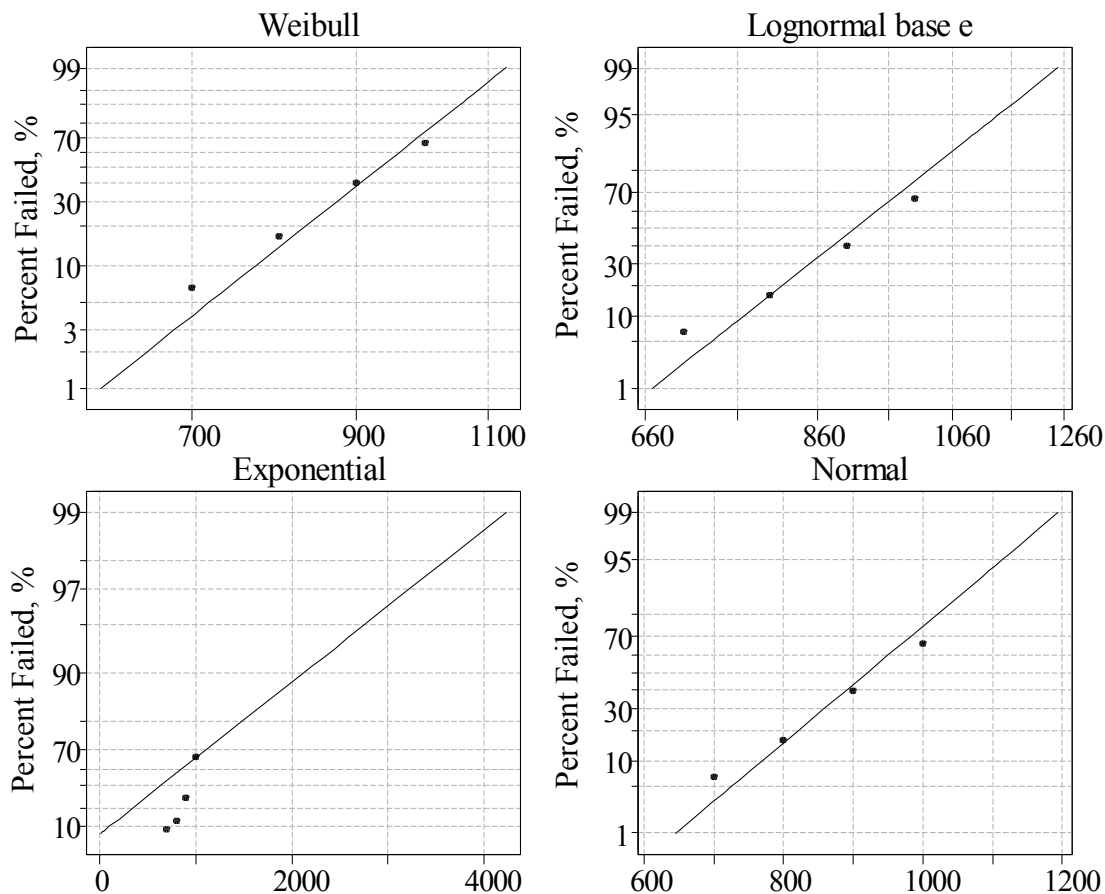 Weibull
Percent Failed, %
99
70
30
10
3
1
700 900 1100
Lognormal base e
Percent Failed, %
99
95
70
30
10
1
660 860 1060 1260
Exponential
Percent Failed, %
99
97
90
70
10
0 2000 4000
Normal
Percent Failed, %
99
95
70
30
10
1
600 800 1000 1200